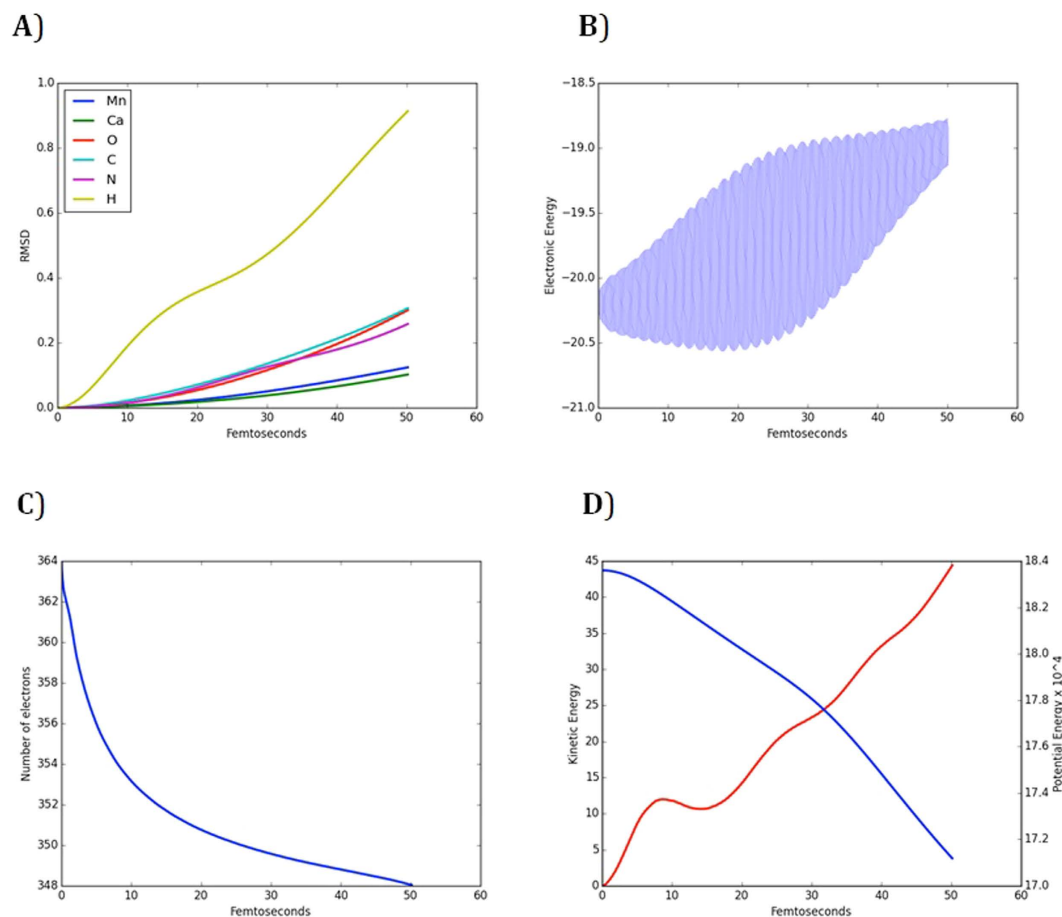 A)
B)
1.0
0.8
0.6
0.4
0.2
0.0
RMSD
Mn
Ca
O
C
N
H
0 10 20 30 40 50 60
Femtoseconds
−18.5
−19.0
−19.5
−20.0
−20.5
−21.0
Electronic Energy
0 10 20 30 40 50 60
Femtoseconds
C)
D)
364
362
360
358
356
354
352
350
348
Number of electrons
0 10 20 30 40 50 60
Femtoseconds
45
40
35
30
25
20
15
10
5
0
Kinetic Energy
18.4
18.2
18.0
17.8
17.6
17.4
17.2
17.0
Potential Energy x 10^4
0 10 20 30 40 50 60
Femtoseconds